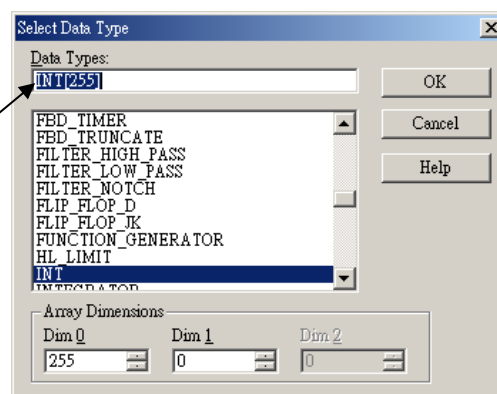 Select Data Type
Data Types:
INT[255]
OK
Cancel
Help
FBD_TIMER
FBD_TRUNCATE
FILTER_HIGH_PASS
FILTER_LOW_PASS
FILTER_NOTCH
FLIP_FLOP_D
FLIP_FLOP_JK
FUNCTION_GENERATOR
HL_LIMIT
INT
INTEGRATOR
Array Dimensions
Dim 0 Dim 1 Dim 2
255 0 0